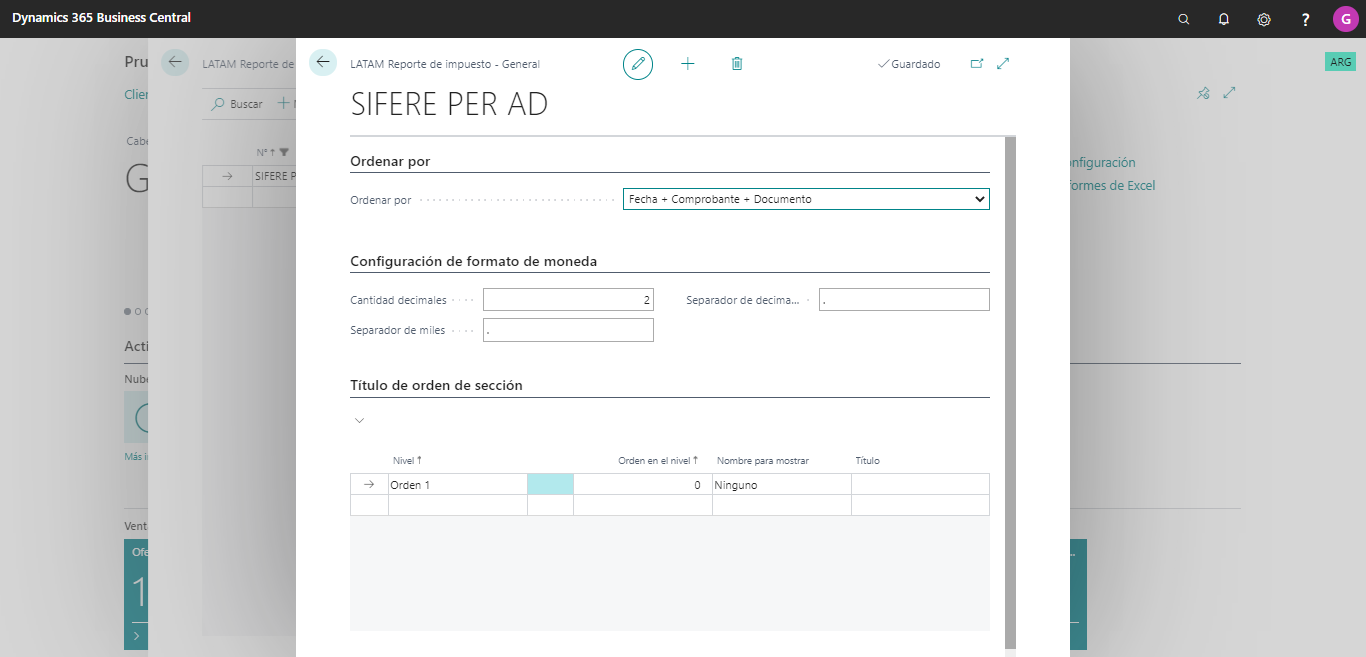 Dynamics 365 Business Central
G
ARG
Pru
Clier
Cabe
G
Acti
Nube
Más i
Vent
Ofe
1
LATAM Reporte de
Buscar
Nº ↑
SIFERE P
LATAM Reporte de impuesto - General
Guardado
SIFERE PER AD
Ordenar por
Ordenar por
Fecha + Comprobante + Documento
Configuración de formato de moneda
Cantidad decimales
2
Separador de decima...
.
Separador de miles
.
Título de orden de sección
Nivel ↑
Orden en el nivel ↑
Nombre para mostrar
Título
Orden 1
0
Ninguno
onfiguración
formes de Excel